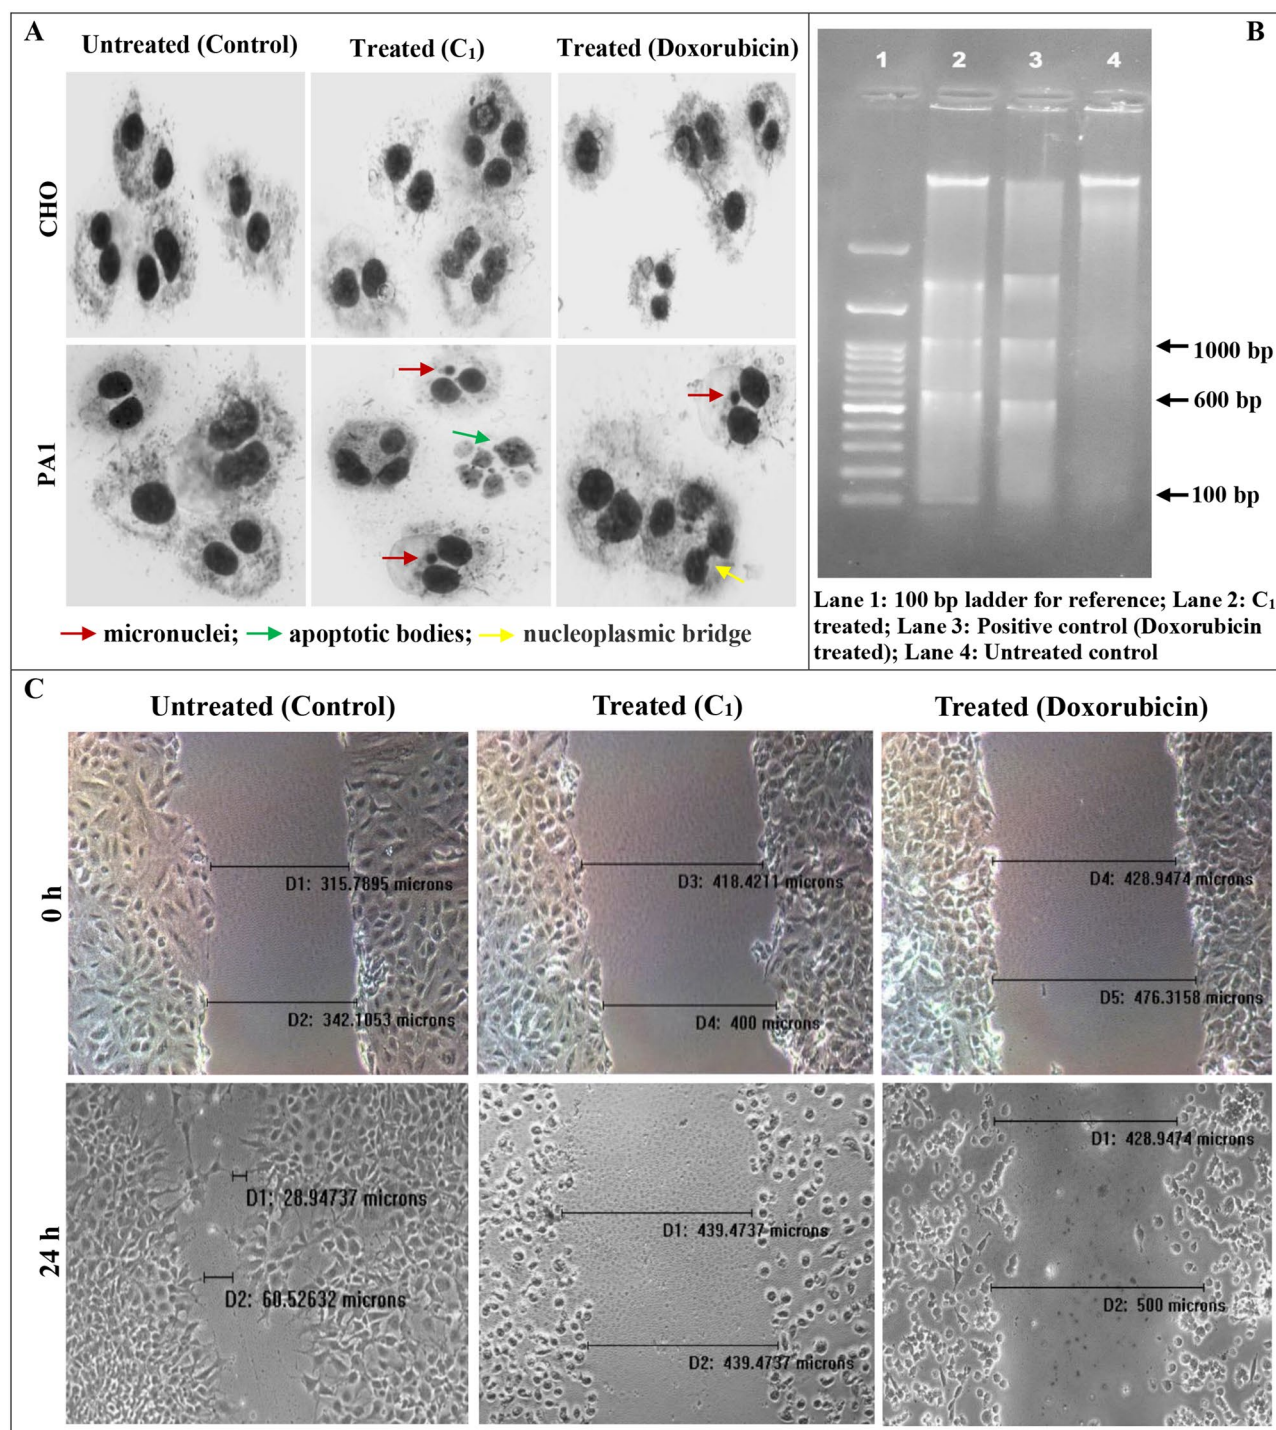 A
Untreated (Control)
Treated (C₁)
Treated (Doxorubicin)
CHO
PA1
micronuclei; apoptotic bodies; nucleoplasmic bridge
B
1 2 3 4
1000 bp
600 bp
100 bp
Lane 1: 100 bp ladder for reference; Lane 2: C₁
treated; Lane 3: Positive control (Doxorubicin
treated); Lane 4: Untreated control
C
Untreated (Control)
Treated (C₁)
Treated (Doxorubicin)
0 h
D1: 315.7895 microns
D2: 342.1053 microns
D3: 418.4211 microns
D4: 400 microns
D4: 428.9474 microns
D5: 476.3158 microns
24 h
D1: 28.94737 microns
D2: 60.52632 microns
D1: 439.4737 microns
D2: 439.4737 microns
D1: 428.9474 microns
D2: 500 microns